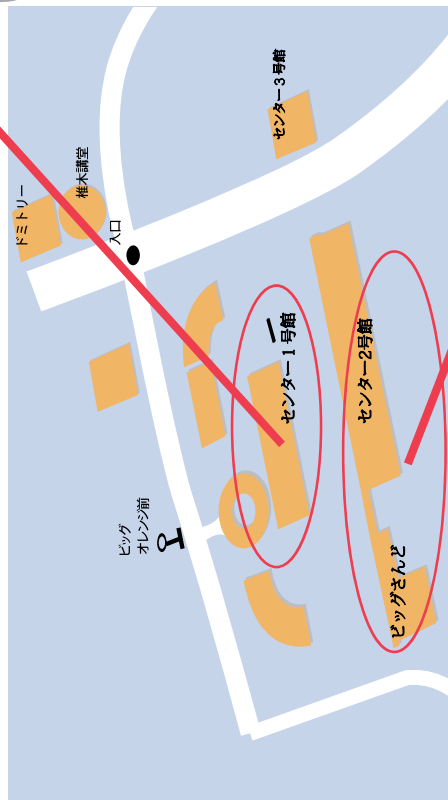 センター３号館
椎木講堂
ドミトリー
入口
センター１号館
センター2号館
ビッグ
オレンジ前
ビッグさんど